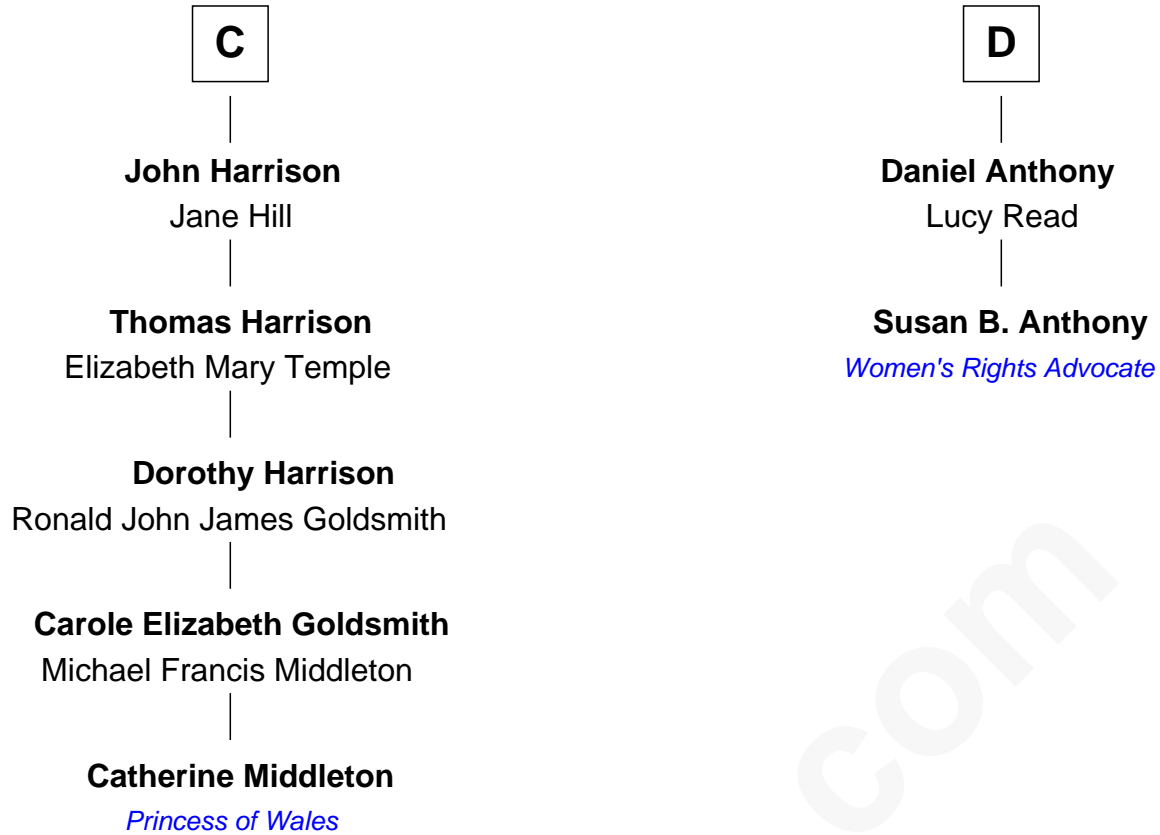 C
John Harrison
Jane Hill
Thomas Harrison
Elizabeth Mary Temple
Dorothy Harrison
Ronald John James Goldsmith
Carole Elizabeth Goldsmith
Michael Francis Middleton
Catherine Middleton
Princess of Wales
D
Daniel Anthony
Lucy Read
Susan B. Anthony
Women's Rights Advocate
com